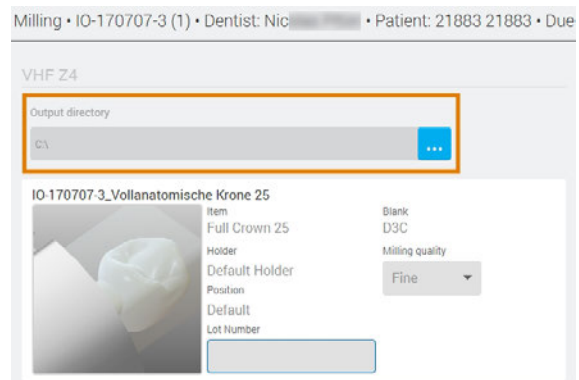 Milling • IO-170707-3 (1) • Dentist: Nic • Patient: 21883 21883 • Due
VHF Z4
Output directory
C:\
...
IO-170707-3_Vollanatomische Krone 25
Item
Full Crown 25
Blank
D3C
Holder
Default Holder
Milling quality
Fine
Position
Default
Lot Number